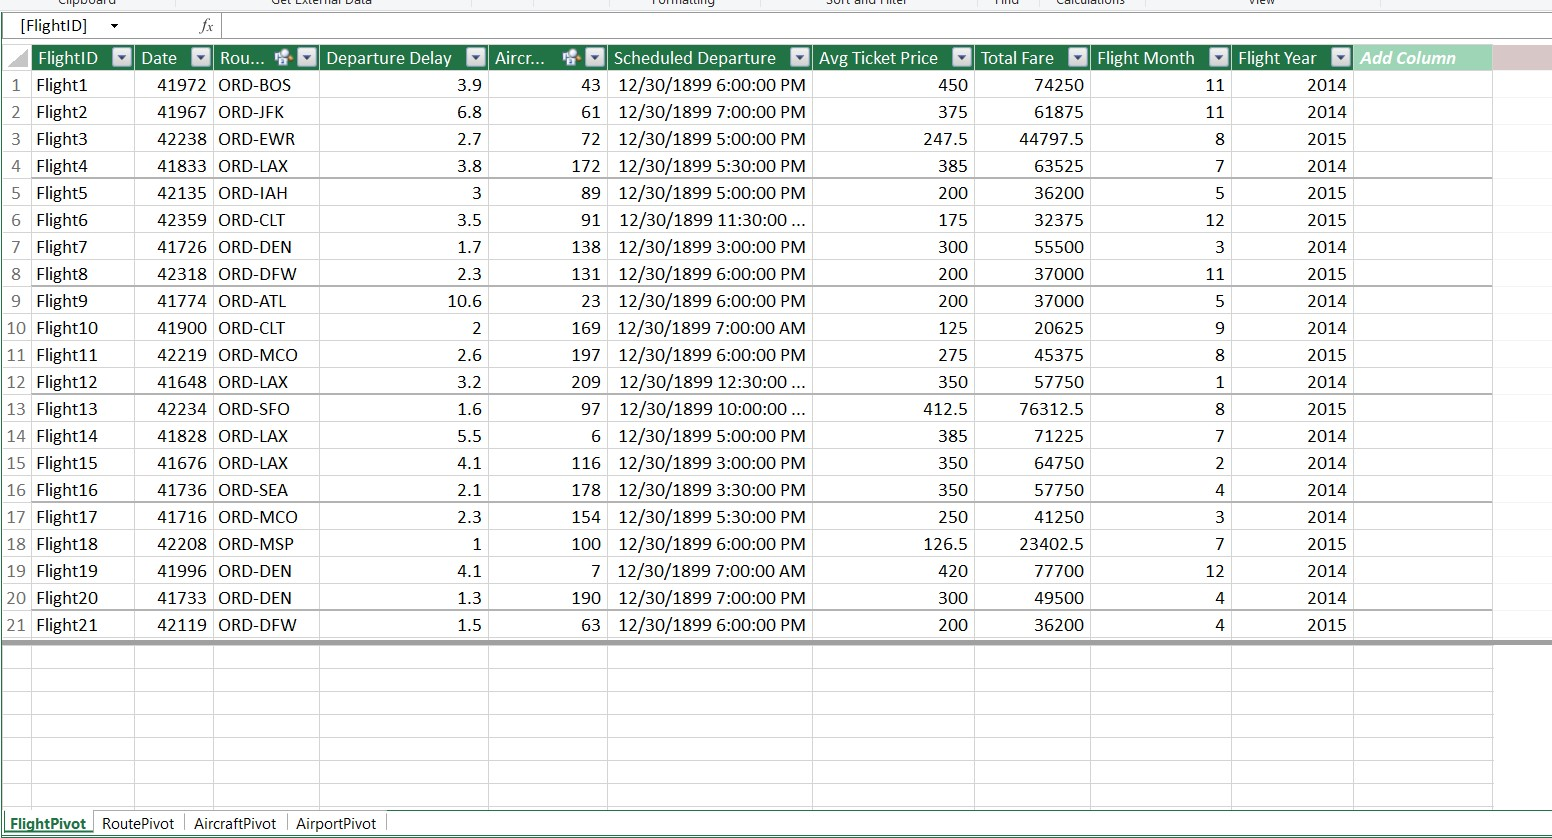 Clipboard Get External Data Formatting Sort and Filter Find Calculations View
[FlightID] fx
FlightID Date Rou... Departure Delay Aircr... Scheduled Departure Avg Ticket Price Total Fare Flight Month Flight Year Add Column
1 Flight1 41972 ORD-BOS 3.9 43 12/30/1899 6:00:00 PM 450 74250 11 2014
2 Flight2 41967 ORD-JFK 6.8 61 12/30/1899 7:00:00 PM 375 61875 11 2014
3 Flight3 42238 ORD-EWR 2.7 72 12/30/1899 5:00:00 PM 247.5 44797.5 8 2015
4 Flight4 41833 ORD-LAX 3.8 172 12/30/1899 5:30:00 PM 385 63525 7 2014
5 Flight5 42135 ORD-IAH 3 89 12/30/1899 5:00:00 PM 200 36200 5 2015
6 Flight6 42359 ORD-CLT 3.5 91 12/30/1899 11:30:00 ... 175 32375 12 2015
7 Flight7 41726 ORD-DEN 1.7 138 12/30/1899 3:00:00 PM 300 55500 3 2014
8 Flight8 42318 ORD-DFW 2.3 131 12/30/1899 6:00:00 PM 200 37000 11 2015
9 Flight9 41774 ORD-ATL 10.6 23 12/30/1899 6:00:00 PM 200 37000 5 2014
10 Flight10 41900 ORD-CLT 2 169 12/30/1899 7:00:00 AM 125 20625 9 2014
11 Flight11 42219 ORD-MCO 2.6 197 12/30/1899 6:00:00 PM 275 45375 8 2015
12 Flight12 41648 ORD-LAX 3.2 209 12/30/1899 12:30:00 ... 350 57750 1 2014
13 Flight13 42234 ORD-SFO 1.6 97 12/30/1899 10:00:00 ... 412.5 76312.5 8 2015
14 Flight14 41828 ORD-LAX 5.5 6 12/30/1899 5:00:00 PM 385 71225 7 2014
15 Flight15 41676 ORD-LAX 4.1 116 12/30/1899 3:00:00 PM 350 64750 2 2014
16 Flight16 41736 ORD-SEA 2.1 178 12/30/1899 3:30:00 PM 350 57750 4 2014
17 Flight17 41716 ORD-MCO 2.3 154 12/30/1899 5:30:00 PM 250 41250 3 2014
18 Flight18 42208 ORD-MSP 1 100 12/30/1899 6:00:00 PM 126.5 23402.5 7 2015
19 Flight19 41996 ORD-DEN 4.1 7 12/30/1899 7:00:00 AM 420 77700 12 2014
20 Flight20 41733 ORD-DEN 1.3 190 12/30/1899 7:00:00 PM 300 49500 4 2014
21 Flight21 42119 ORD-DFW 1.5 63 12/30/1899 6:00:00 PM 200 36200 4 2015
FlightPivot RoutePivot AircraftPivot AirportPivot